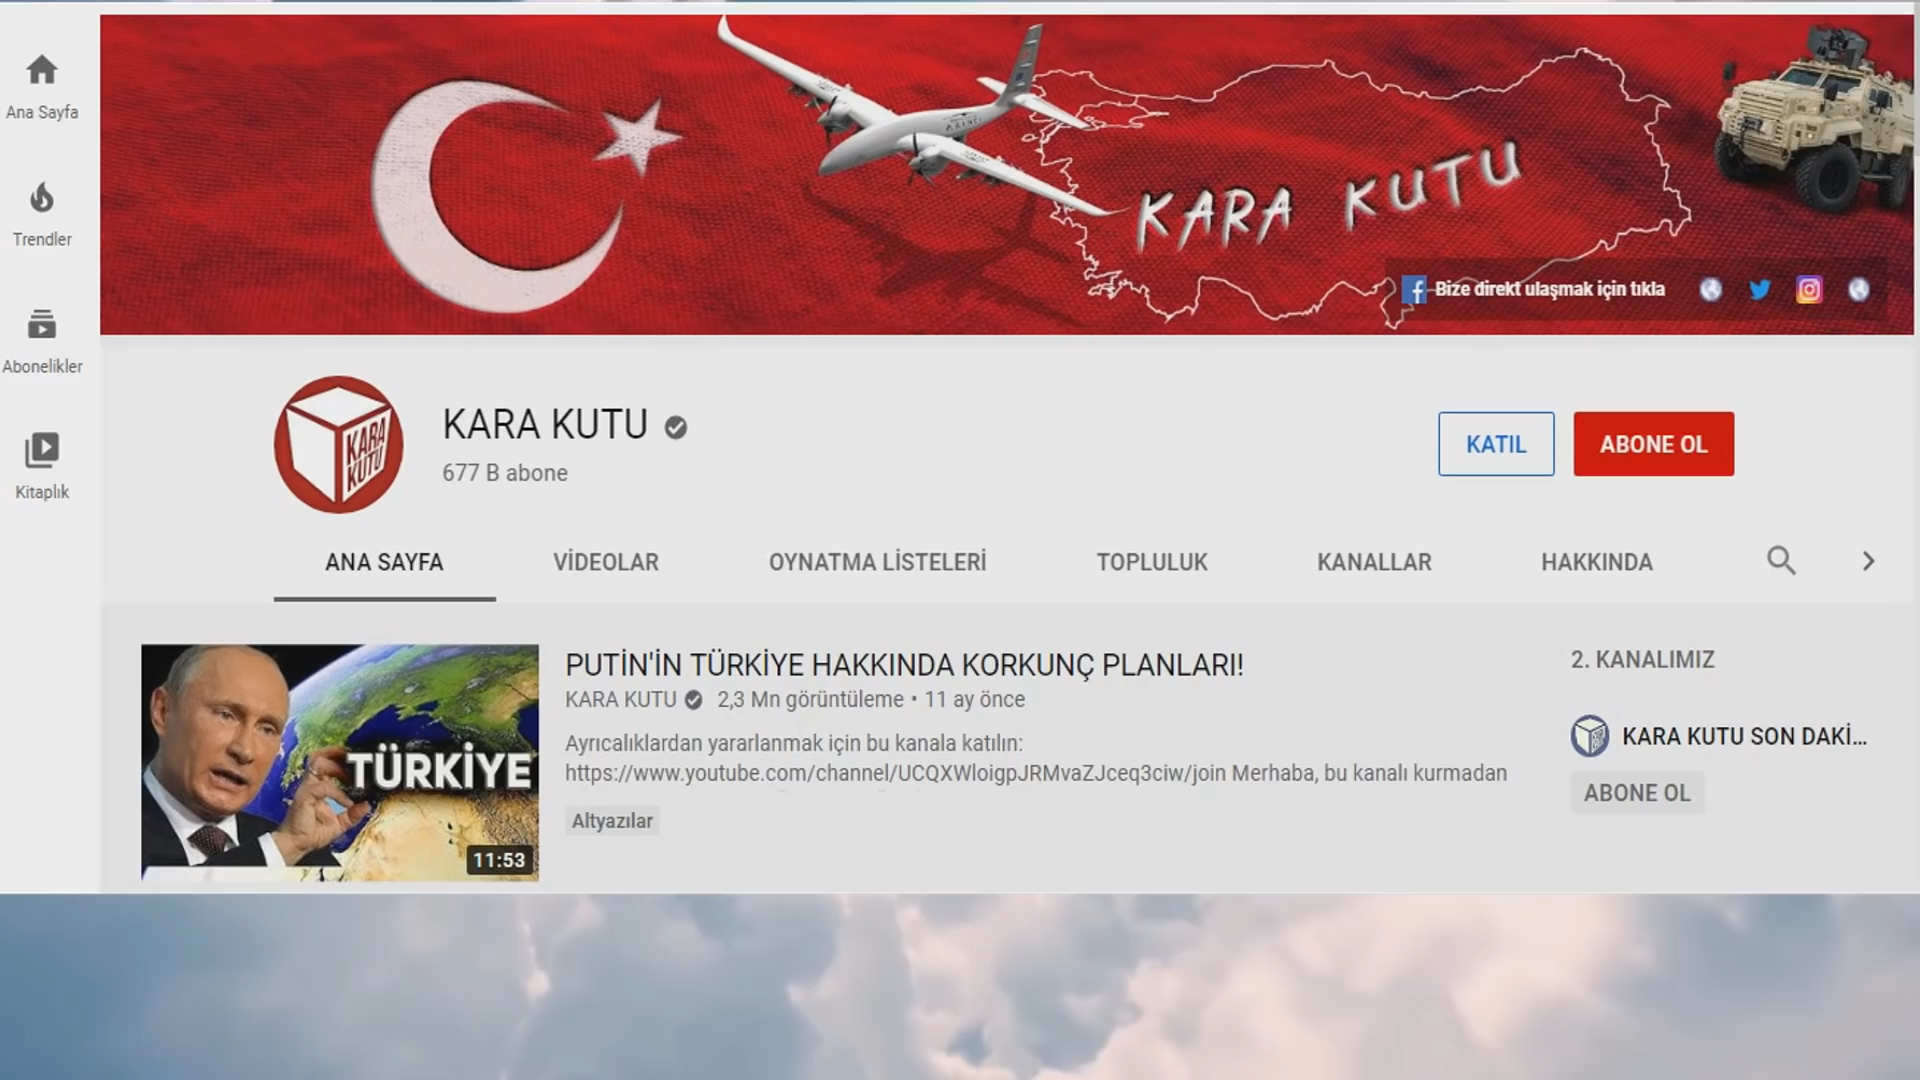 Ana Sayfa
Trendler
Abonelikler
Kitaplık
KARA KUTU
Bize direkt ulaşmak için tıkla
KARA
KUTU
KARA KUTU
677 B abone
KATIL
ABONE OL
ANA SAYFA
VİDEOLAR
OYNATMA LİSTELERİ
TOPLULUK
KANALLAR
HAKKINDA
TÜRKİYE
11:53
PUTİN'İN TÜRKİYE HAKKINDA KORKUNÇ PLANLARI!
KARA KUTU 2,3 Mn görüntüleme • 11 ay önce
Ayrıcalıklardan yararlanmak için bu kanala katılın:
https://www.youtube.com/channel/UCQXWloigpJRMvaZJceq3ciw/join Merhaba, bu kanalı kurmadan
Altyazılar
2. KANALIMIZ
KARA KUTU SON DAKİ...
ABONE OL